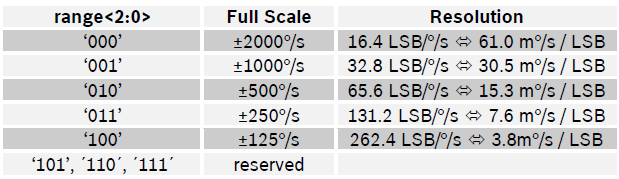 range<2:0> Full Scale Resolution
‘000’ ±2000°/s 16.4 LSB/°/s ⬄ 61.0 m°/s / LSB
‘001’ ±1000°/s 32.8 LSB/°/s ⬄ 30.5 m°/s / LSB
‘010’ ±500°/s 65.6 LSB/°/s ⬄ 15.3 m°/s / LSB
‘011’ ±250°/s 131.2 LSB/°/s ⬄ 7.6 m°/s / LSB
‘100’ ±125°/s 262.4 LSB/°/s ⬄ 3.8m°/s / LSB
‘101’, ´110´, ´111´ reserved